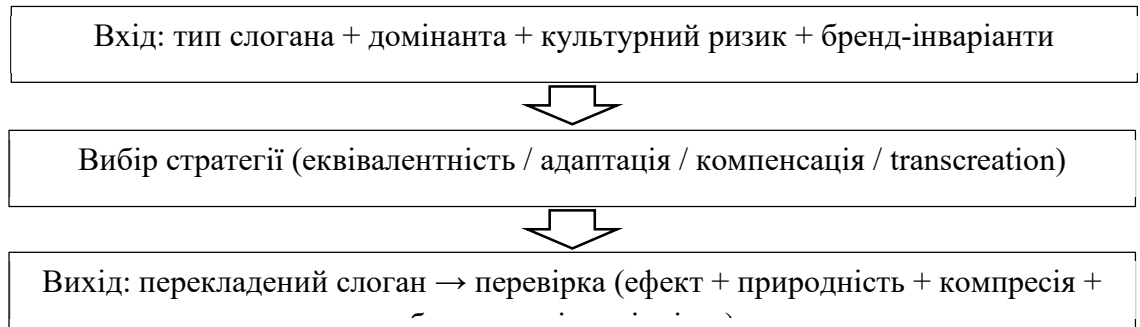 Вхід: тип слогана + домінанта + культурний ризик + бренд-інваріанти
Вибір стратегії (еквівалентність / адаптація / компенсація / transcreation)
Вихід: перекладений слоган → перевірка (ефект + природність + компресія +